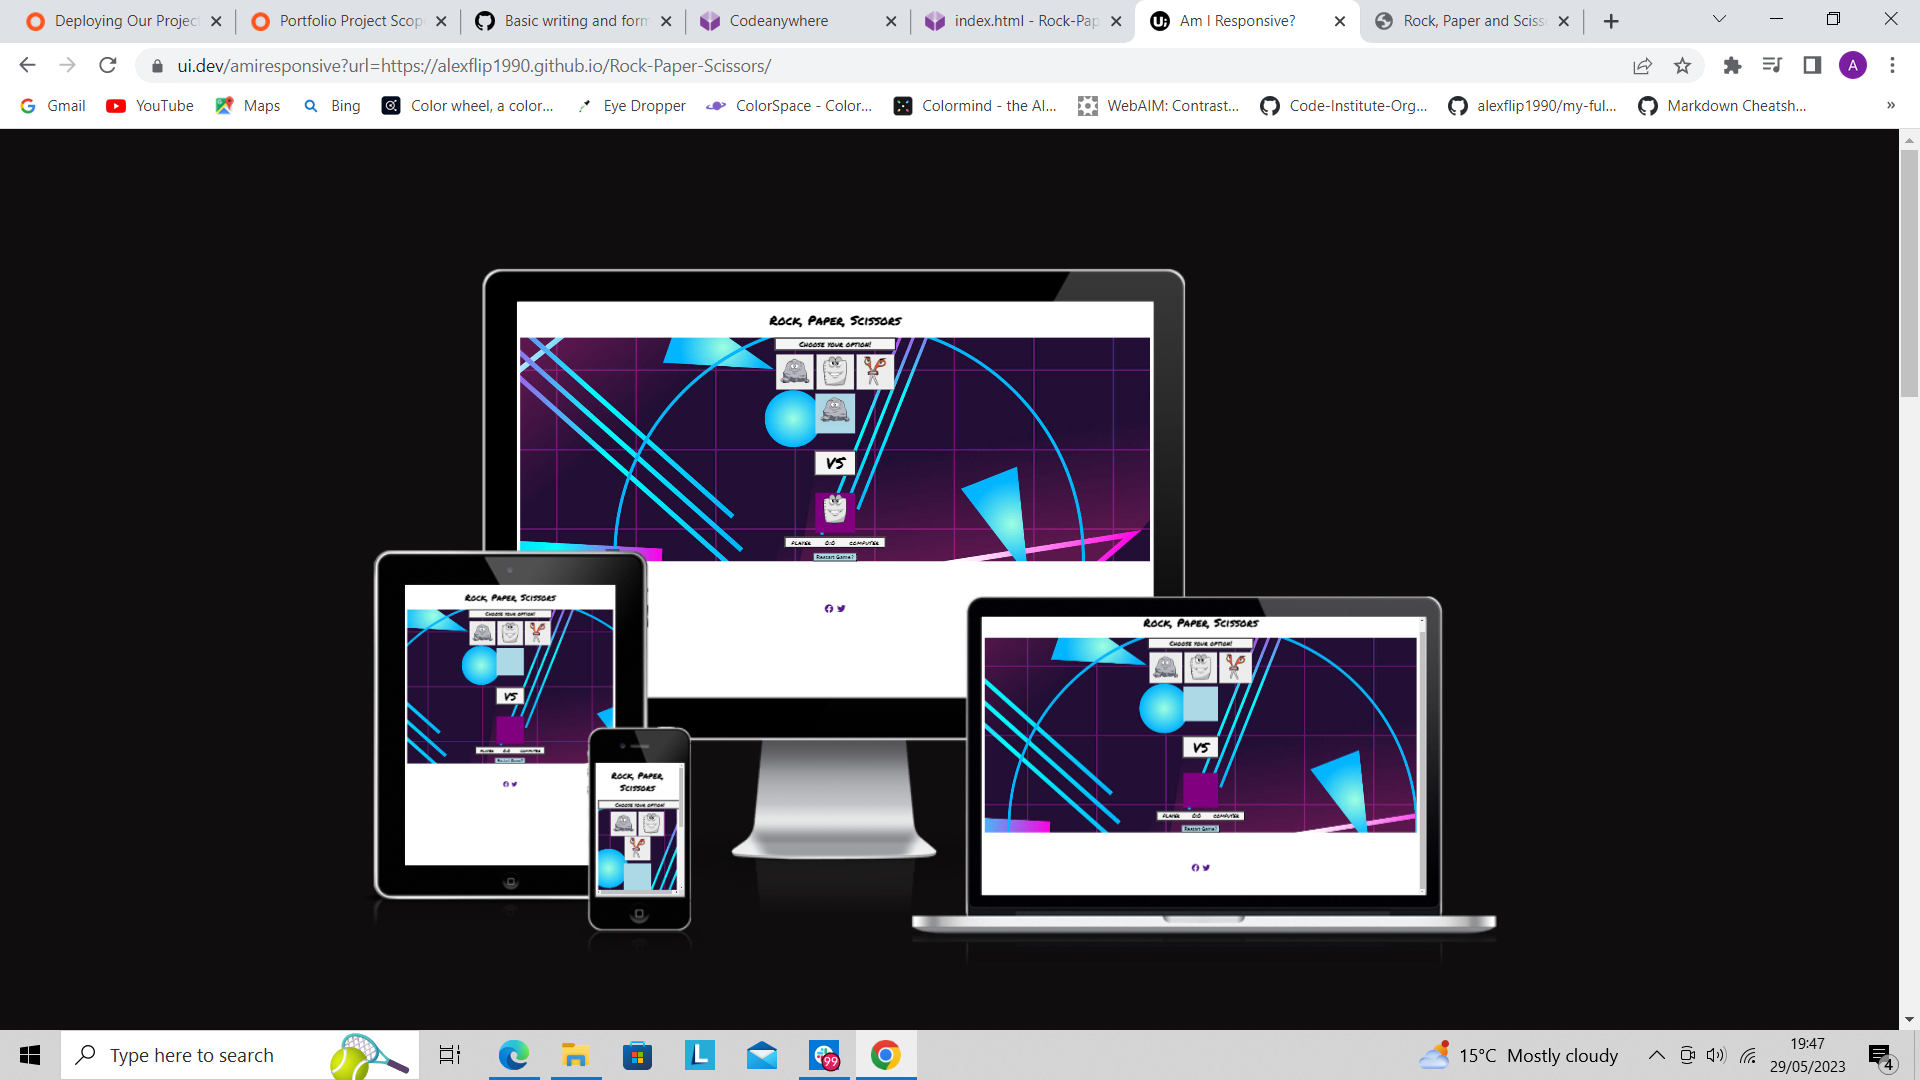 Deploying Our Project
Portfolio Project Scop
Basic writing and form
Codeanywhere
index.html - Rock-Pap
Am I Responsive?
Rock, Paper and Scisso
ui.dev/amiresponsive?url=https://alexflip1990.github.io/Rock-Paper-Scissors/
A
Gmail
YouTube
Maps
Bing
Color wheel, a color...
Eye Dropper
ColorSpace - Color...
Colormind - the AI...
WebAIM: Contrast...
Code-Institute-Org...
alexflip1990/my-ful...
Markdown Cheatsh...
»
Rock, Paper, Scissors
Choose your option!
VS
PLAYER 0:0 COMPUTER
Restart Game?
Rock, Paper, Scissors
Choose your option!
VS
PLAYER 0:0 COMPUTER
Restart Game?
Rock, Paper,
Scissors
Choose your option!
Rock, Paper, Scissors
Choose your option!
VS
PLAYER 0:0 COMPUTER
Restart Game?
Type here to search
L
99
15°C Mostly cloudy
19:47
29/05/2023
4